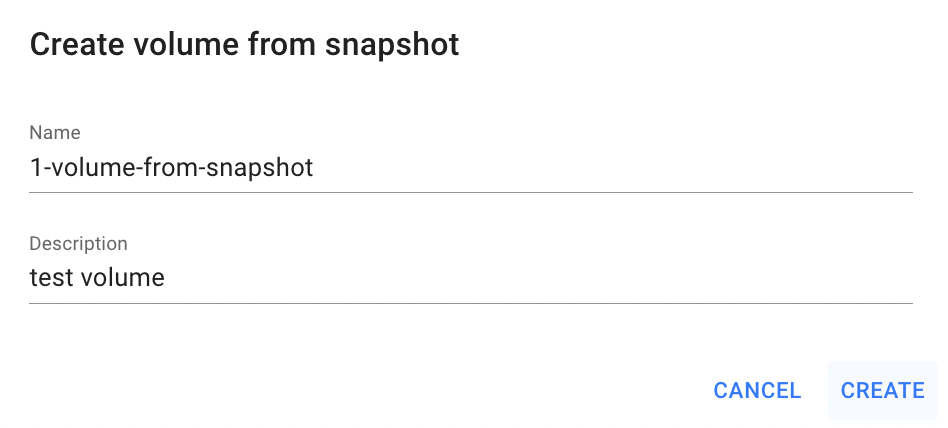 Create volume from snapshot
Name
1-volume-from-snapshot
Description
test volume
CANCEL CREATE